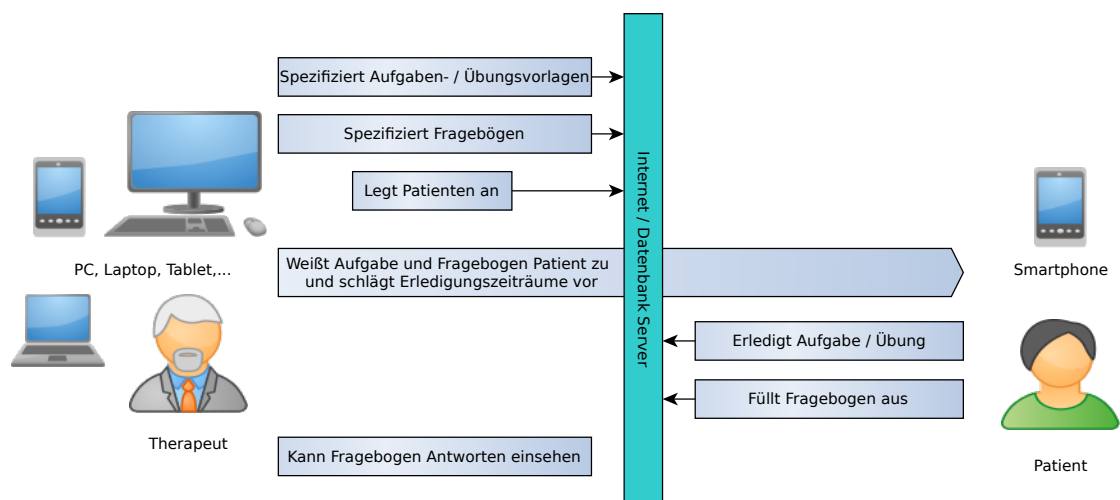 Spezifiziert Aufgaben- / Übungsvorlagen
Spezifiziert Fragebögen
Legt Patienten an
PC, Laptop, Tablet,...
Weißt Aufgabe und Fragebogen Patient zu
und schlägt Erledigungszeiträume vor
Internet / Datenbank Server
Smartphone
Erledigt Aufgabe / Übung
Füllt Fragebogen aus
Therapeut
Kann Fragebogen Antworten einsehen
Patient